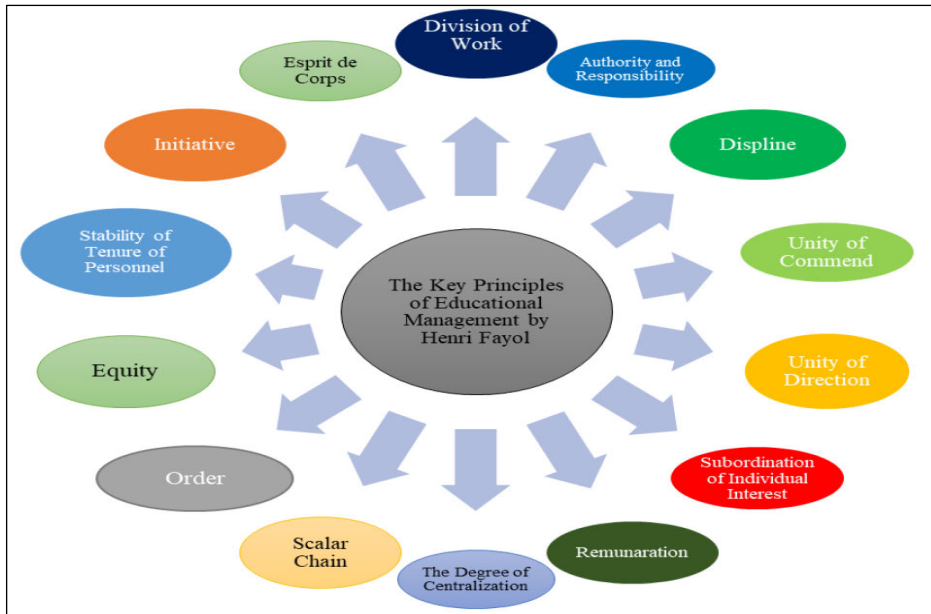 Division of
Work
Authority and
Responsibility
Displine
Unity of
Commend
Unity of
Direction
Subordination
of Individual
Interest
Remunaration
The Degree of
Centralization
Scalar
Chain
Order
Equity
Stability of
Tenure of
Personnel
Initiative
Esprit de
Corps
The Key Principles
of Educational
Management by
Henri Fayol